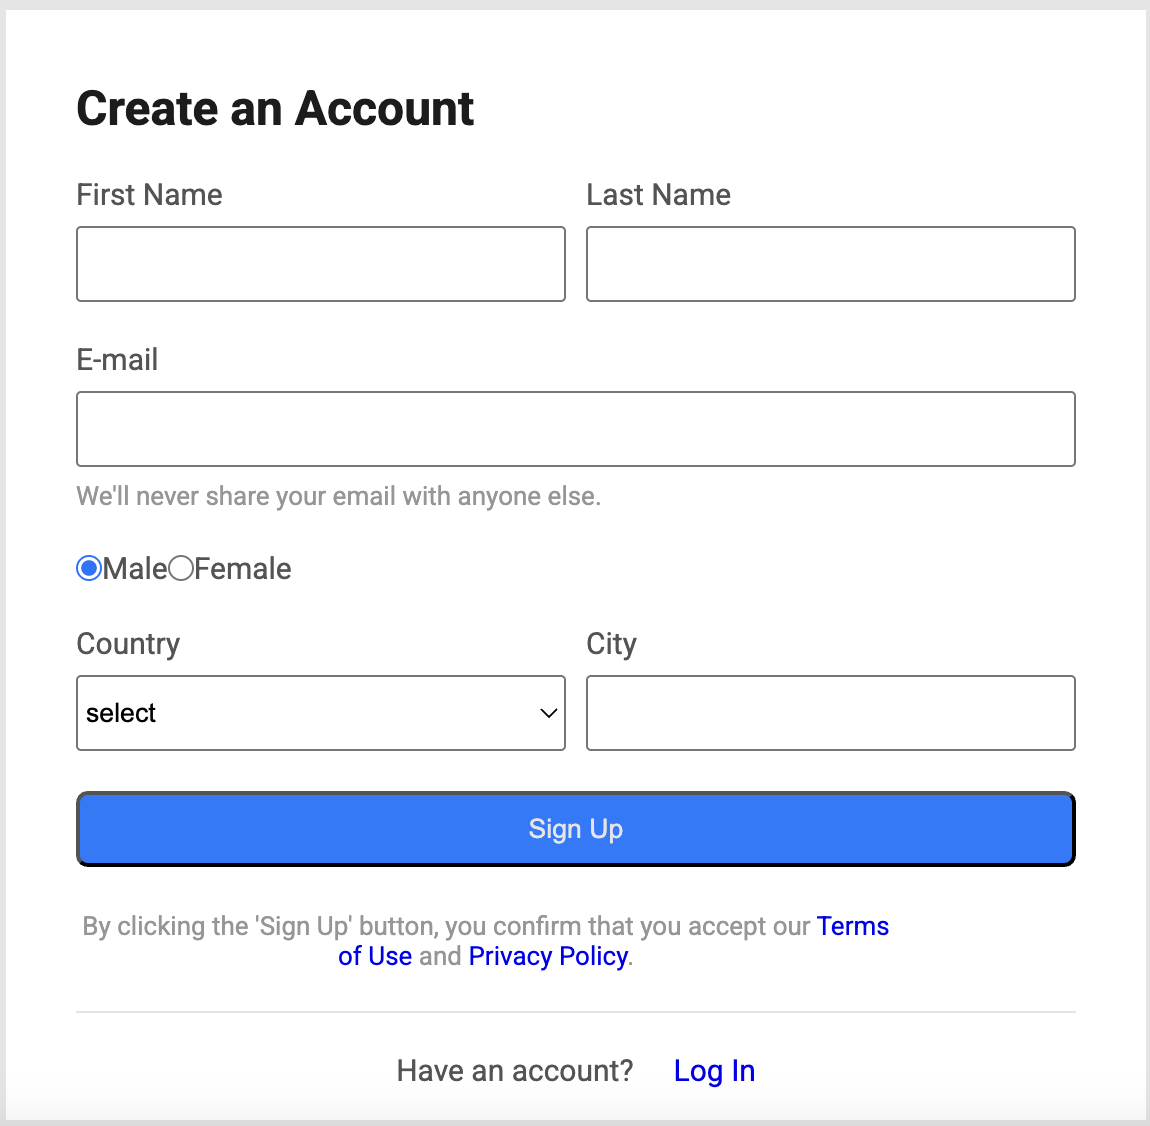 Create an Account
First Name Last Name
E-mail
We'll never share your email with anyone else.
Male Female
Country City
select
Sign Up
By clicking the 'Sign Up' button, you confirm that you accept our Terms
of Use and Privacy Policy.
Have an account? Log In